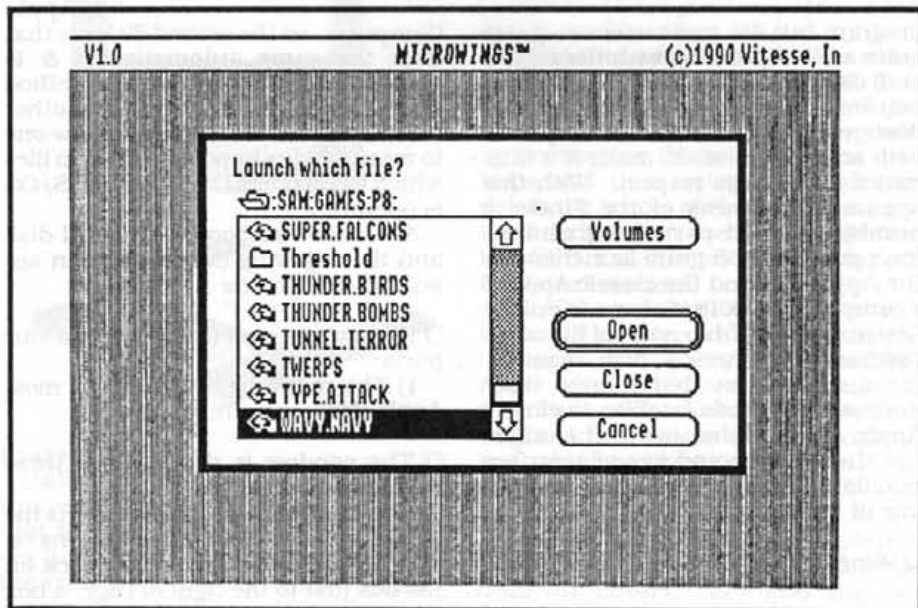 V1.0 MICROWINGS™ (c)1990 Vitesse, In
Launch which file?
:SAM:GAMES:P8:
SUPER.FALCONS
Threshold
THUNDER.BIRDS
THUNDER.BOMBS
TUNNEL.TERROR
TWERPS
TYPE.ATTACK
WAVY.NAVY
Volumes
Open
Close
Cancel